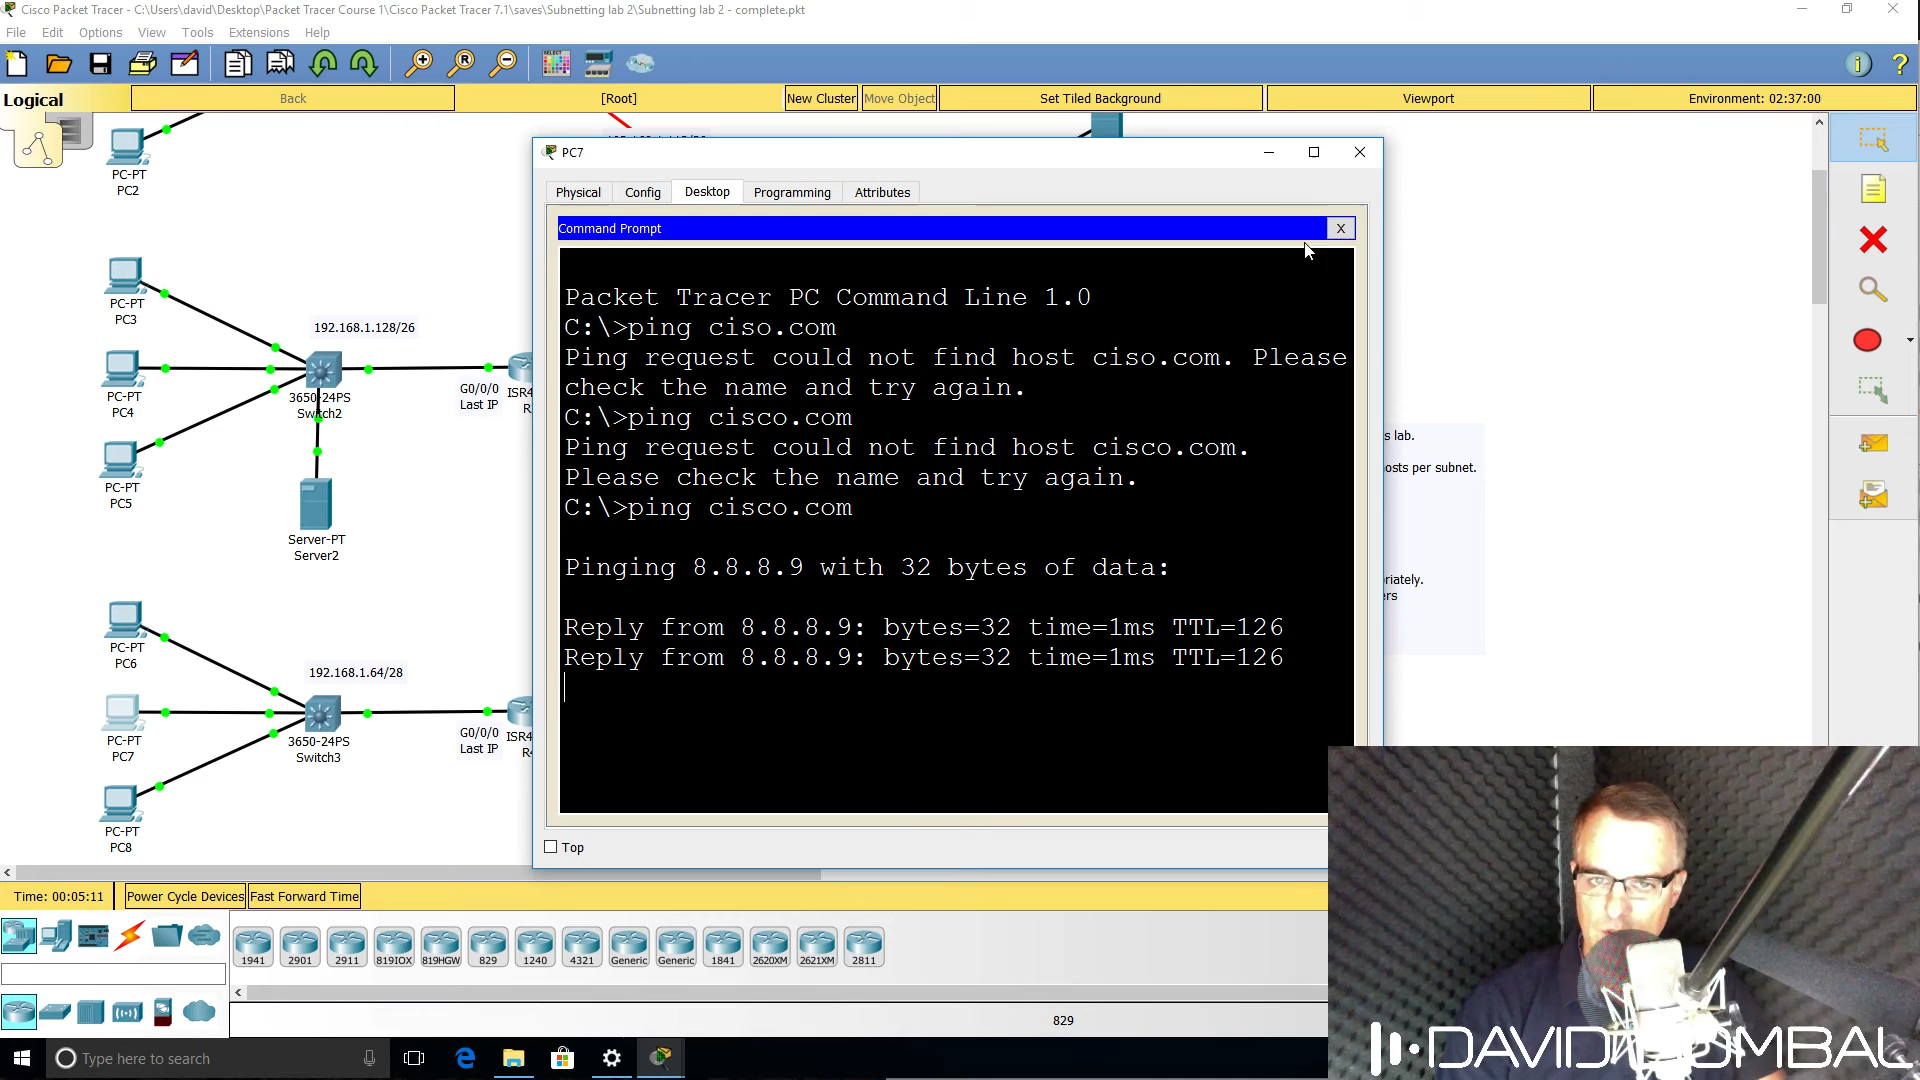 Cisco Packet Tracer - C:\Users\david\Desktop\Packet Tracer Course 1\Cisco Packet Tracer 7.1\saves\Subnetting lab 2\Subnetting lab 2 - complete.pkt
File Edit Options View Tools Extensions Help
Logical Back [Root] New Cluster Move Object Set Tiled Background Viewport Environment: 02:37:00
PC-PT
PC2
PC-PT
PC3
192.168.1.128/26
PC-PT
PC4
3650-24PS
Switch2
G0/0/0
Last IP
ISR4
PC-PT
PC5
Server-PT
Server2
PC-PT
PC6
192.168.1.64/28
PC-PT
PC7
3650-24PS
Switch3
G0/0/0
Last IP
ISR4
PC-PT
PC8
PC7
Physical Config Desktop Programming Attributes
Command Prompt X
Packet Tracer PC Command Line 1.0
C:\>ping ciso.com
Ping request could not find host ciso.com. Please
check the name and try again.
C:\>ping cisco.com
Ping request could not find host cisco.com.
Please check the name and try again.
C:\>ping cisco.com
Pinging 8.8.8.9 with 32 bytes of data:
Reply from 8.8.8.9: bytes=32 time=1ms TTL=126
Reply from 8.8.8.9: bytes=32 time=1ms TTL=126
Top
s lab.
osts per subnet.
riately.
rs
Time: 00:05:11 Power Cycle Devices Fast Forward Time
1941 2901 2911 819IOX 819HGW 829 1240 4321 Generic Generic 1841 2620XM 2621XM 2811
829
Type here to search
DAVID BOMBAL